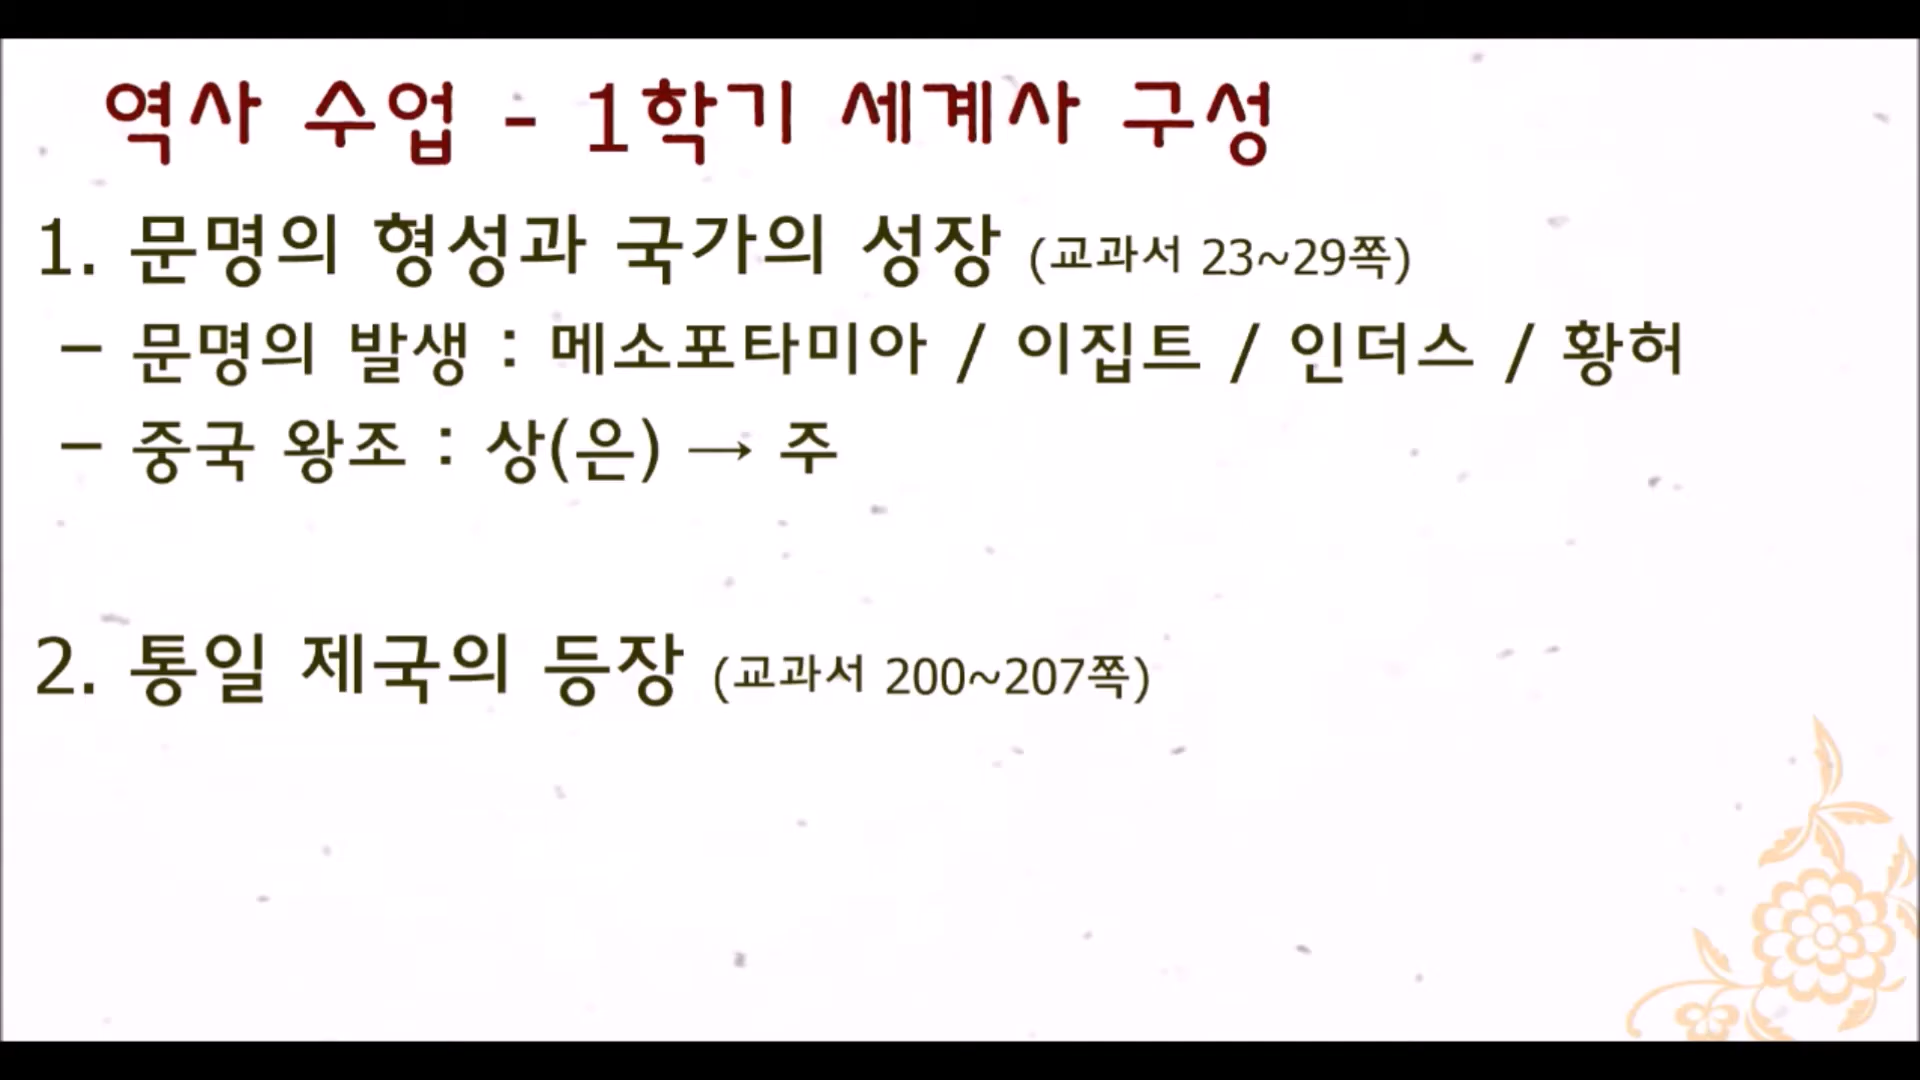 역사 수업 - 1학기 세계사 구성
1. 문명의 형성과 국가의 성장 (교과서 23~29쪽)
- 문명의 발생 : 메소포타미아 / 이집트 / 인더스 / 황허
- 중국 왕조 : 상(은) → 주
2. 통일 제국의 등장 (교과서 200~207쪽)